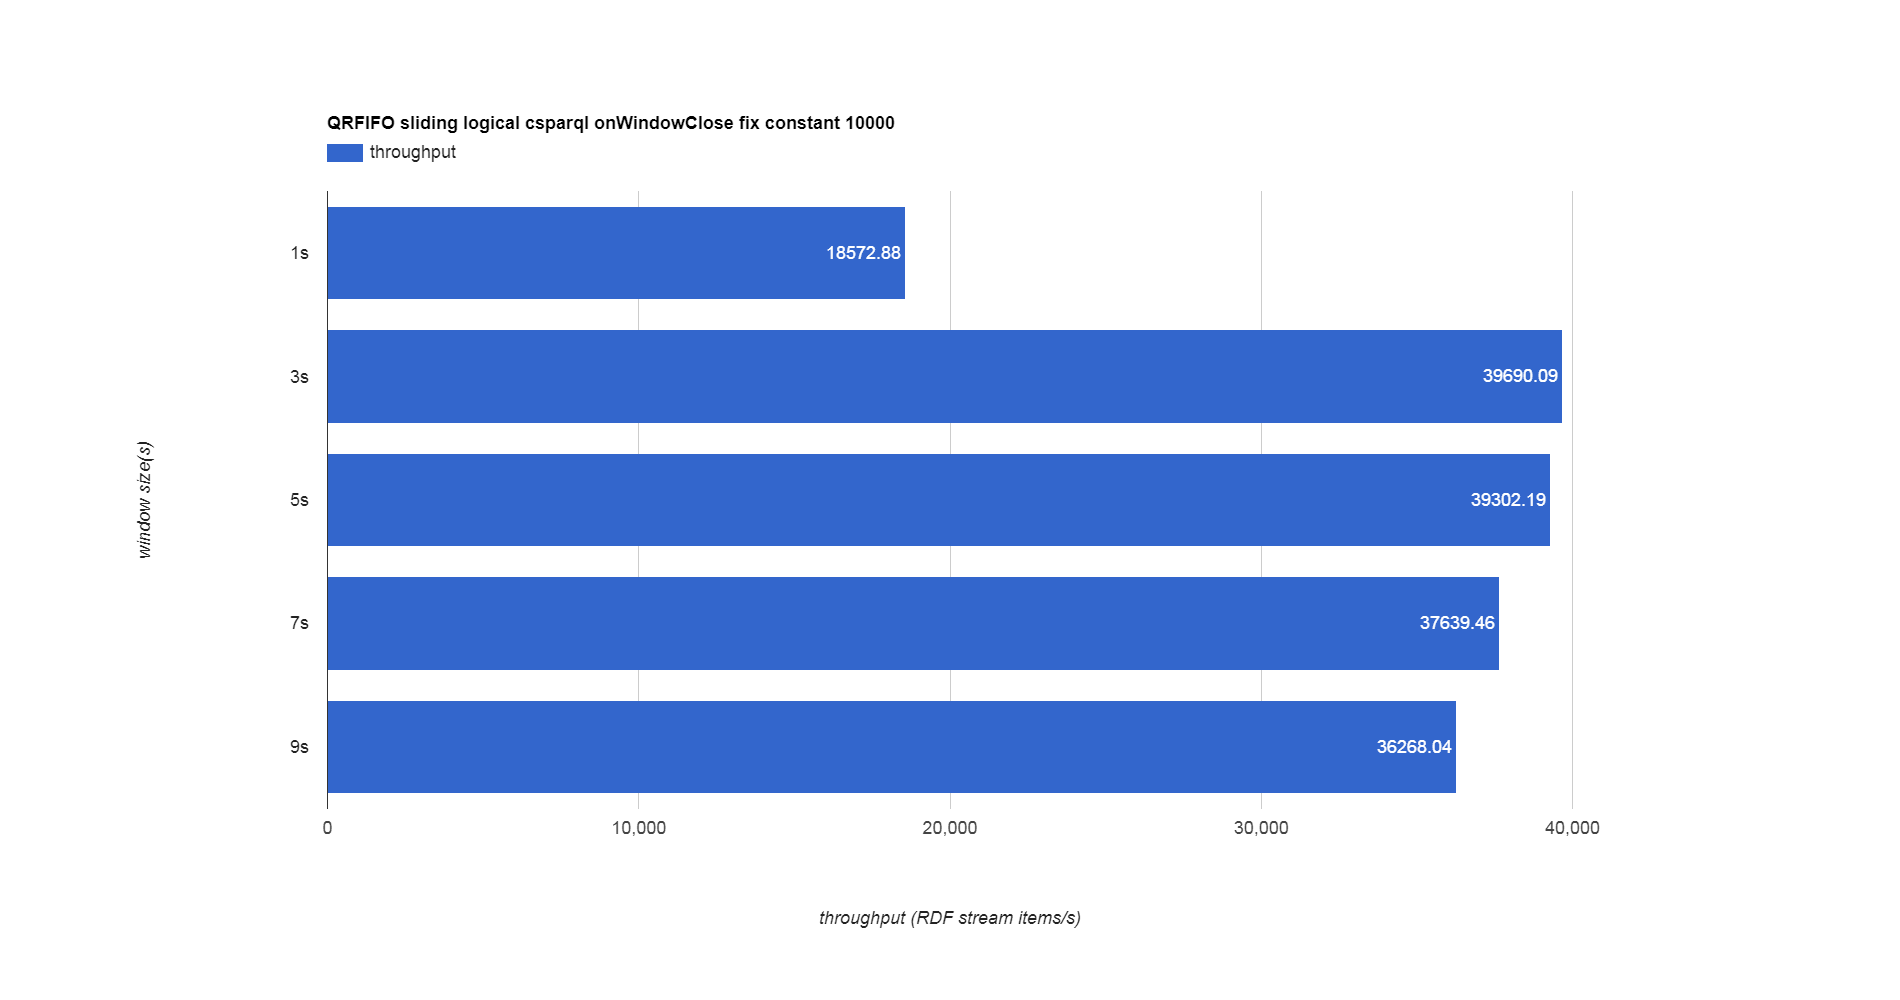 QRFIFO sliding logical csparql onWindowClose fix constant 10000
throughput
window size(s)
1s
18572.88
3s
39690.09
5s
39302.19
7s
37639.46
9s
36268.04
0
10,000
20,000
30,000
40,000
throughput (RDF stream items/s)